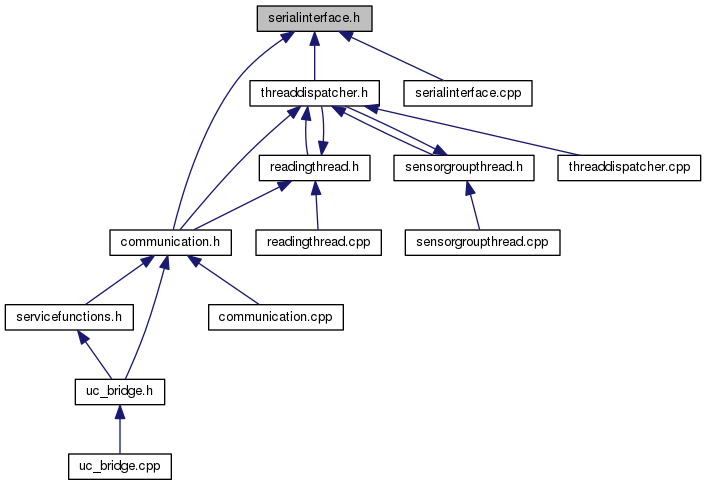 serialinterface.h
threaddispatcher.h
serialinterface.cpp
readingthread.h
sensorgroupthread.h
threaddispatcher.cpp
communication.h
readingthread.cpp
sensorgroupthread.cpp
servicefunctions.h
communication.cpp
uc_bridge.h
uc_bridge.cpp